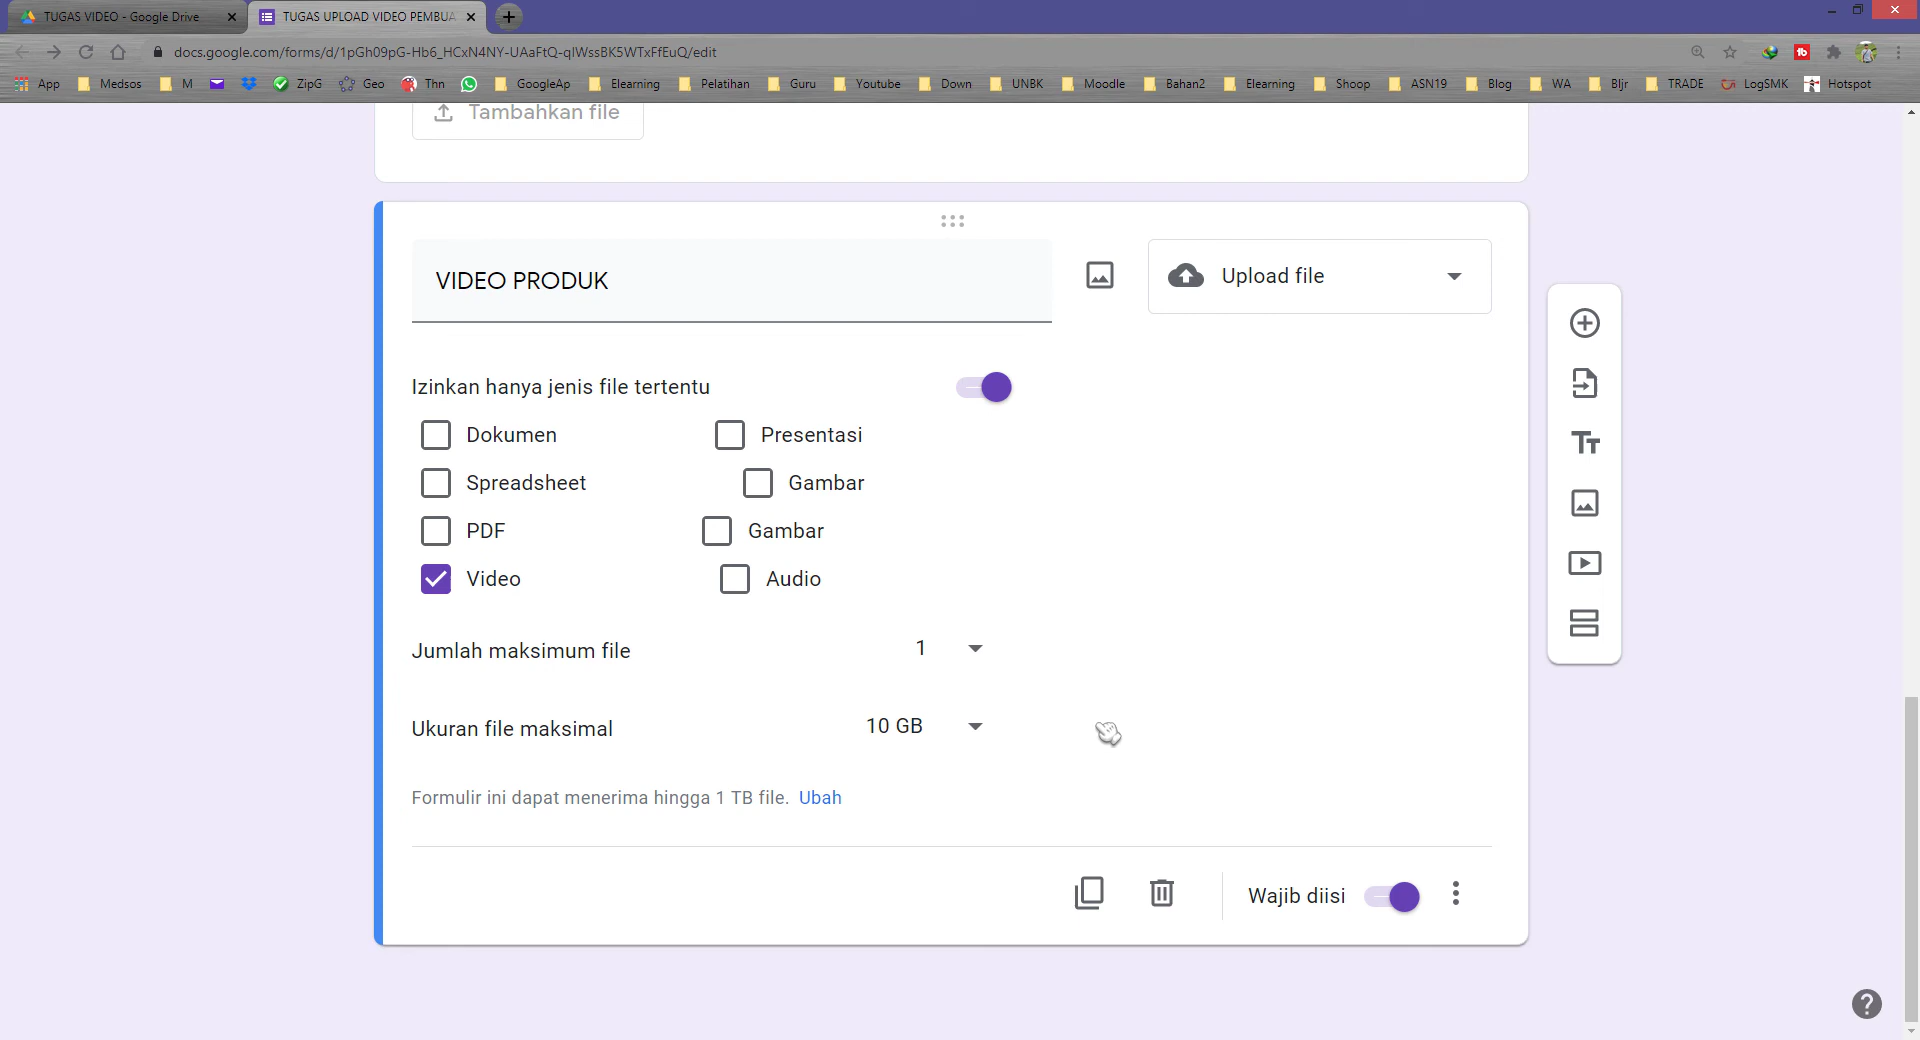 TUGAS VIDEO - Google Drive
TUGAS UPLOAD VIDEO PEMBUA
docs.google.com/forms/d/1pGh09pG-Hb6_HCxN4NY-UAaFtQ-qIWssBK5WTxFfEuQ/edit
App Medsos M ZipG Geo Thn GoogleAp Elearning Pelatihan Guru Youtube Down UNBK Moodle Bahan2 Elearning Shoop ASN19 Blog WA Bljr TRADE LogSMK Hotspot
Tambahkan file
VIDEO PRODUK
Upload file
Izinkan hanya jenis file tertentu
Dokumen Presentasi
Spreadsheet Gambar
PDF Gambar
Video Audio
Jumlah maksimum file 1
Ukuran file maksimal 10 GB
Formulir ini dapat menerima hingga 1 TB file. Ubah
Wajib diisi